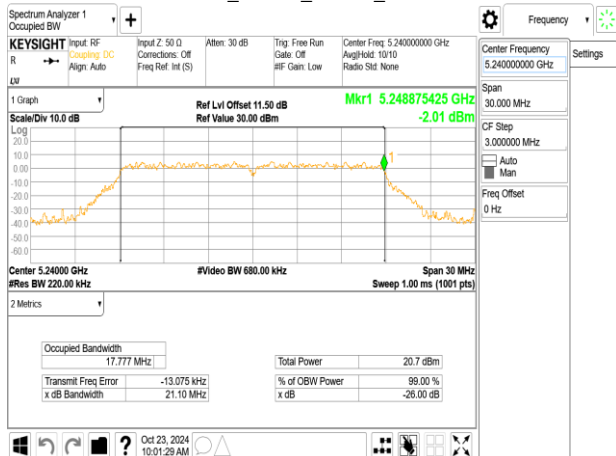 Spectrum Analyzer 1
Occupied BW
Frequency
KEYSIGHT
R
Input: RF
Coupling: DC
Align: Auto
Input Z: 50 Ω
Corrections: Off
Freq Ref: Int (S)
Atten: 30 dB
Trig: Free Run
Gate: Off
#IF Gain: Low
Center Freq: 5.240000000 GHz
Avg|Hold: 10/10
Radio Std: None
LXI
Center Frequency
5.240000000 GHz
Settings
Span
30.000 MHz
CF Step
3.000000 MHz
Auto
Man
Freq Offset
0 Hz
1 Graph
Scale/Div 10.0 dB
Ref Lvl Offset 11.50 dB
Ref Value 30.00 dBm
Mkr1 5.248875425 GHz
-2.01 dBm
Log
20.0
10.0
0.00
-10.0
-20.0
-30.0
-40.0
-50.0
-60.0
1
Center 5.24000 GHz
#Res BW 220.00 kHz
#Video BW 680.00 kHz
Span 30 MHz
Sweep 1.00 ms (1001 pts)
2 Metrics
Occupied Bandwidth
17.777 MHz
Total Power 20.7 dBm
Transmit Freq Error -13.075 kHz
% of OBW Power 99.00 %
x dB Bandwidth 21.10 MHz
x dB -26.00 dB
?
Oct 23, 2024
10:01:29 AM